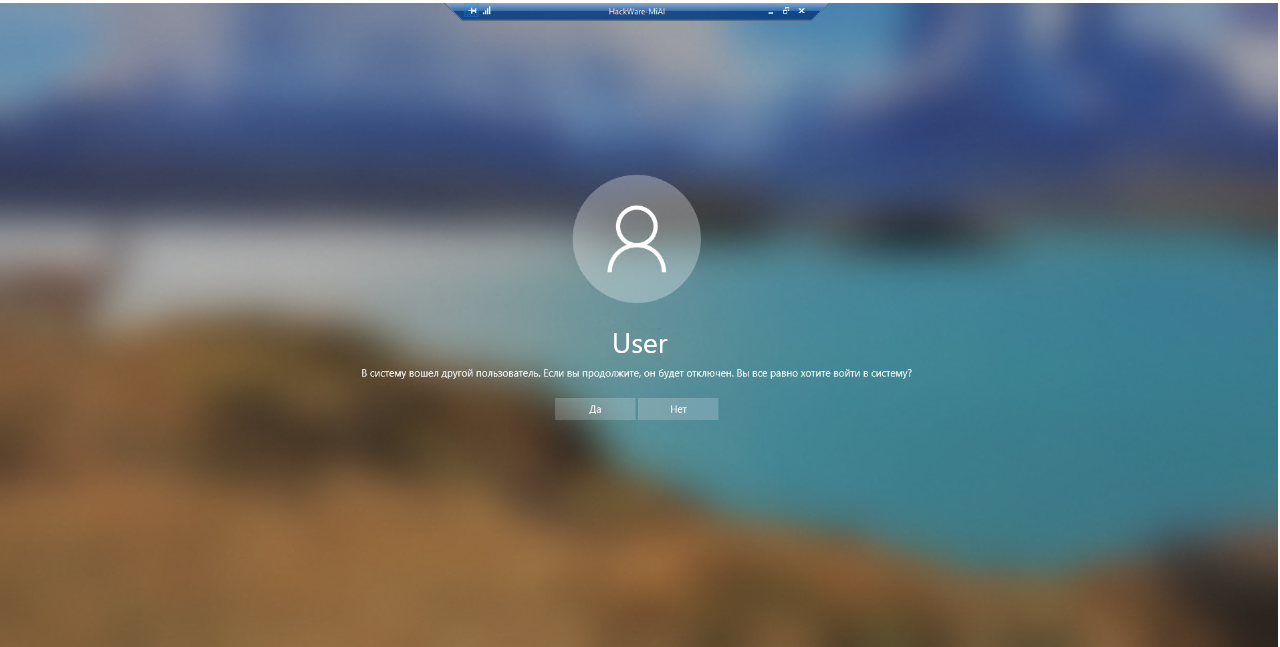 HackWare-MiAl
User
В систему вошел другой пользователь. Если вы продолжите, он будет отключен. Вы все равно хотите войти в систему?
Да Нет